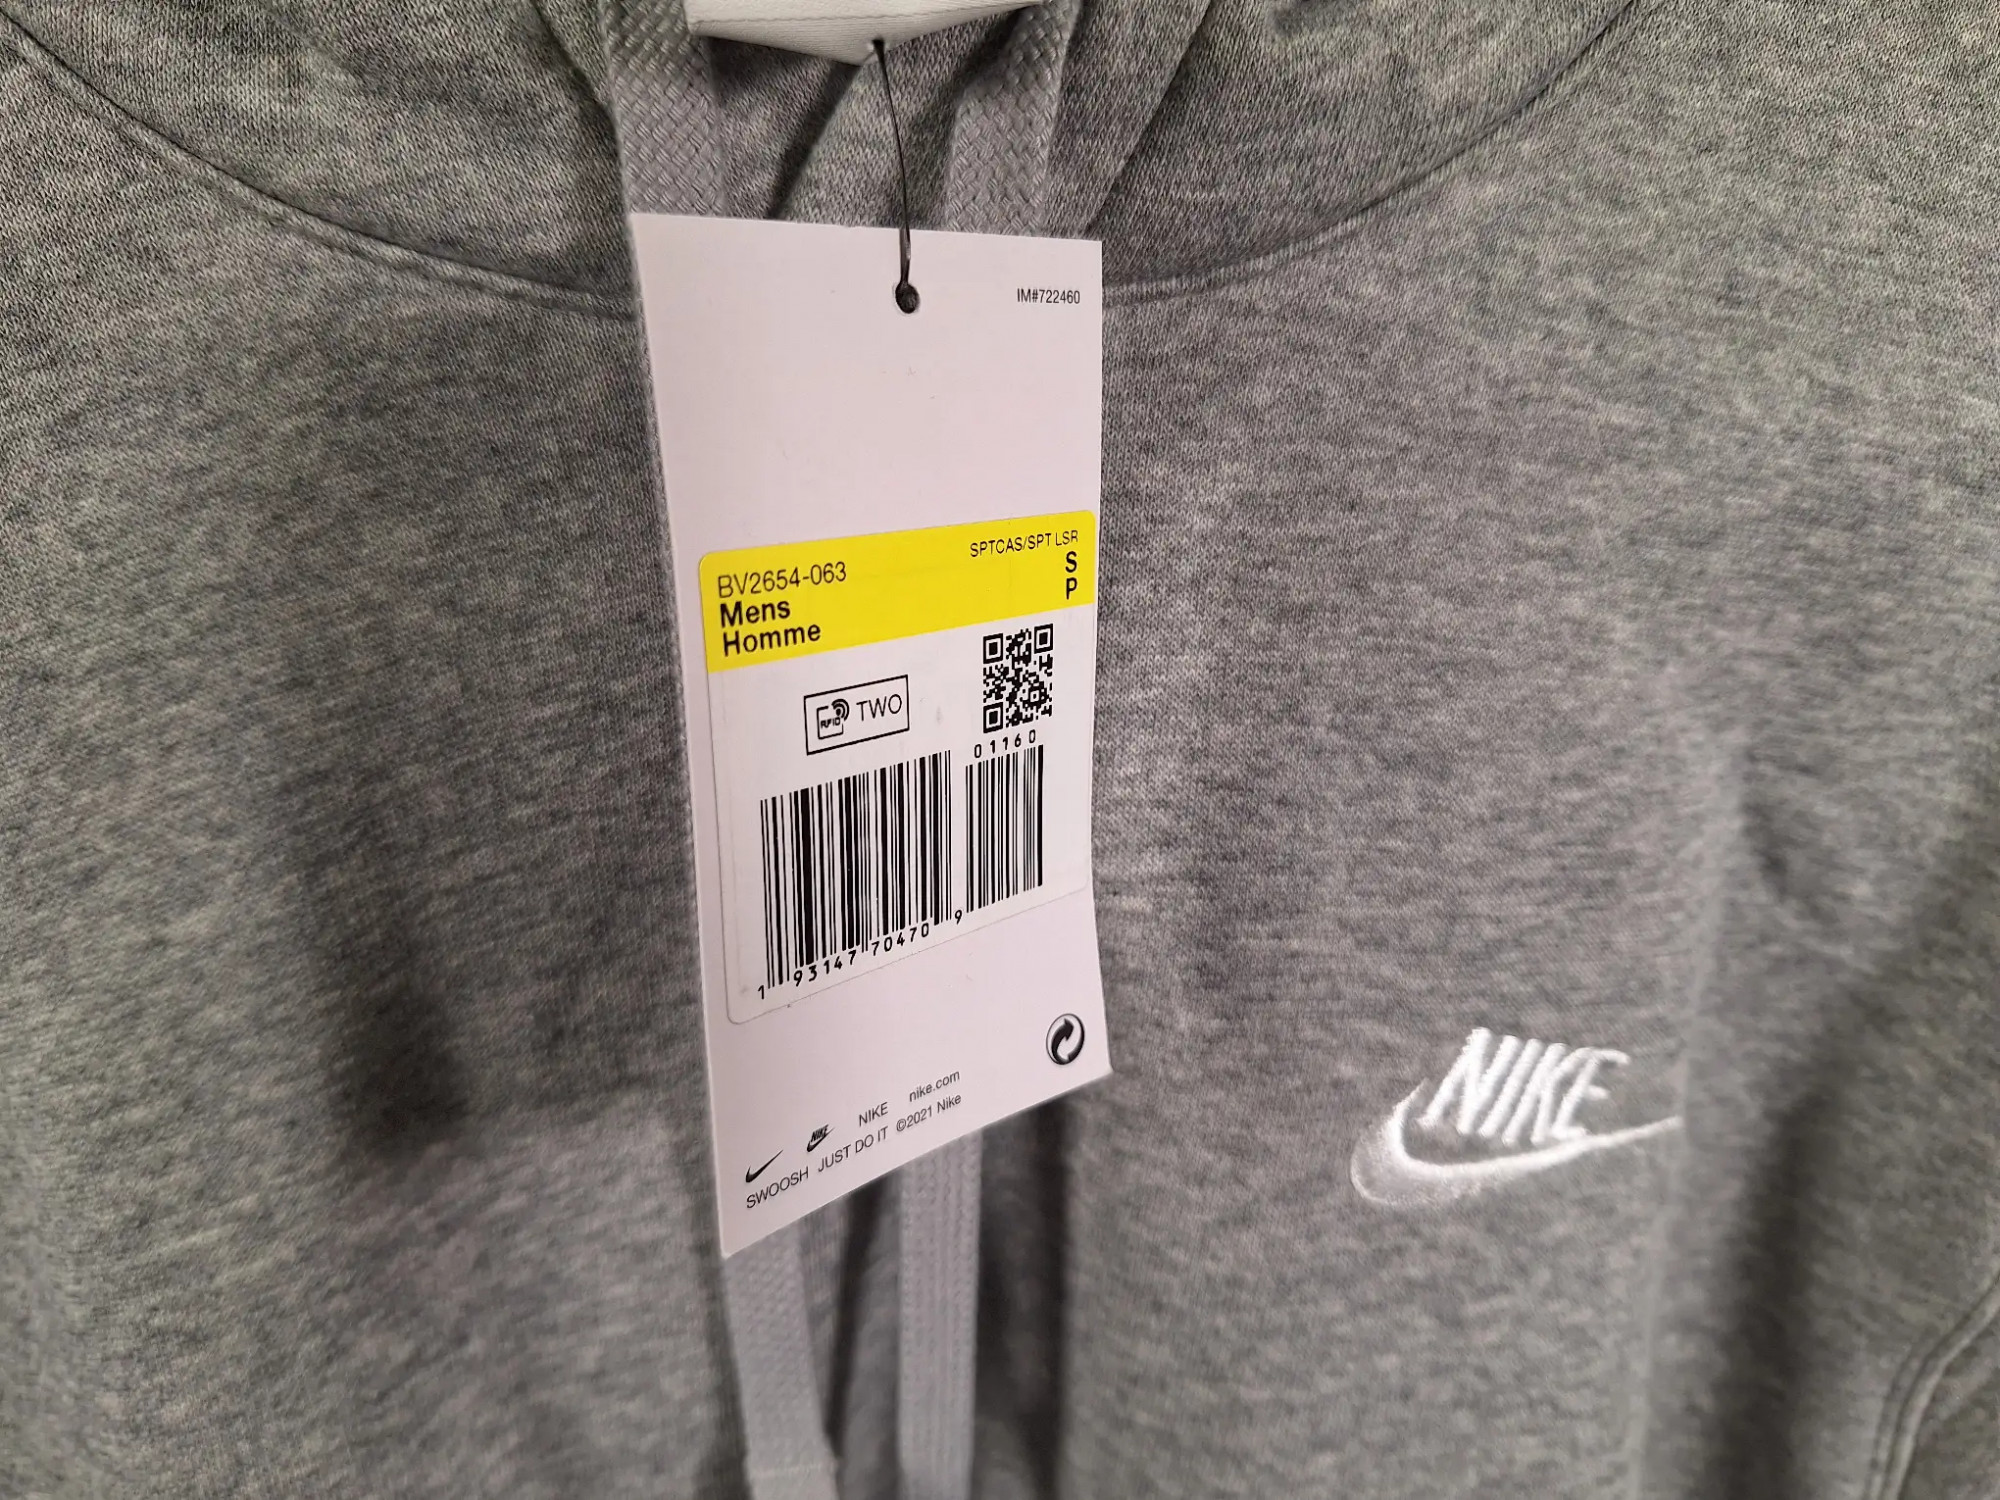 IM#722460
SPTCAS/SPT LSR
BV2654-063
S
Mens
P
Homme
RFID TWO
01160
1 93147 70470 9
NIKE nike.com
NIKE
SWOOSH JUST DO IT ©2021 Nike
NIKE